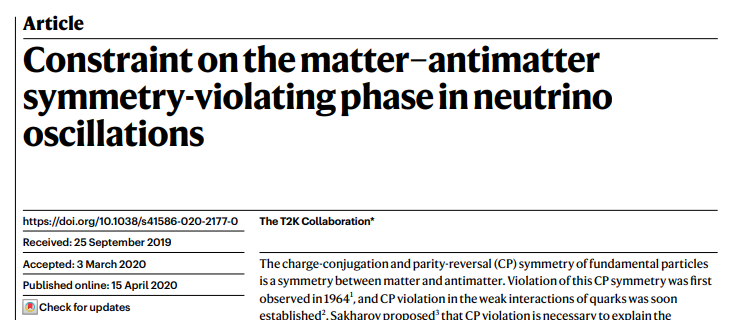 Article
Constraint on the matter–antimatter
symmetry-violating phase in neutrino
oscillations
https://doi.org/10.1038/s41586-020-2177-0
Received: 25 September 2019
Accepted: 3 March 2020
Published online: 15 April 2020
Check for updates
The T2K Collaboration*
The charge-conjugation and parity-reversal (CP) symmetry of fundamental particles
is a symmetry between matter and antimatter. Violation of this CP symmetry was first
observed in 1964¹, and CP violation in the weak interactions of quarks was soon
established². Sakharov proposed³ that CP violation is necessary to explain the